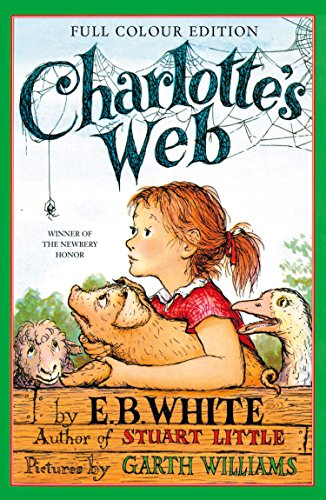 FULL COLOUR EDITION
Charlotte's
Web
WINNER OF
THE NEWBERY
HONOR
by E.B. WHITE
Author of STUART LITTLE
Pictures by GARTH WILLIAMS